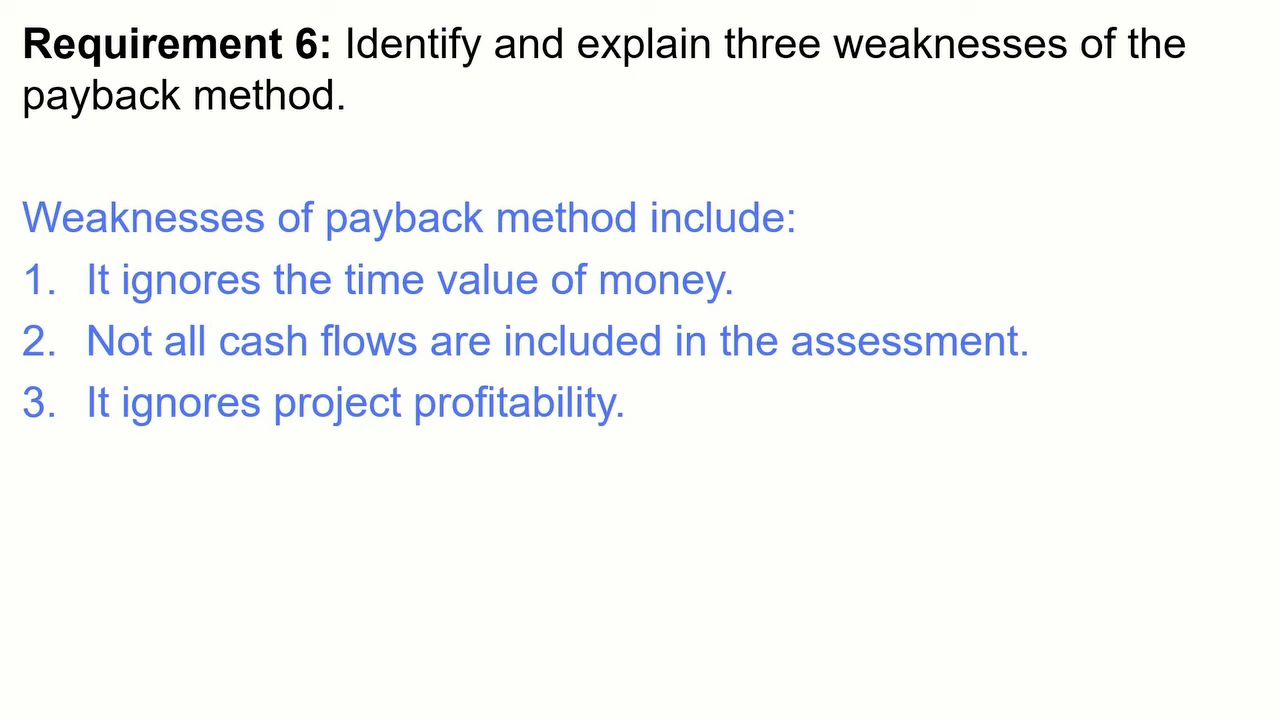 Requirement 6: Identify and explain three weaknesses of the
payback method.
Weaknesses of payback method include:
1. It ignores the time value of money.
2. Not all cash flows are included in the assessment.
3. It ignores project profitability.